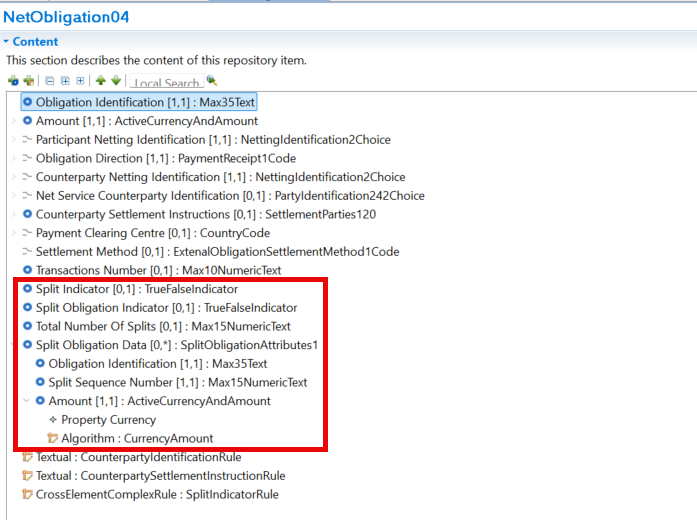 NetObligation04
Content
This section describes the content of this repository item.
Local Search
Obligation Identification [1,1] : Max35Text
Amount [1,1] : ActiveCurrencyAndAmount
Participant Netting Identification [1,1] : NettingIdentification2Choice
Obligation Direction [1,1] : PaymentReceipt1Code
Counterparty Netting Identification [1,1] : NettingIdentification2Choice
Net Service Counterparty Identification [0,1] : PartyIdentification242Choice
Counterparty Settlement Instructions [0,1] : SettlementParties120
Payment Clearing Centre [0,1] : CountryCode
Settlement Method [0,1] : ExtenalObligationSettlementMethod1Code
Transactions Number [0,1] : Max10NumericText
Split Indicator [0,1] : TrueFalseIndicator
Split Obligation Indicator [0,1] : TrueFalseIndicator
Total Number Of Splits [0,1] : Max15NumericText
Split Obligation Data [0,*] : SplitObligationAttributes1
Obligation Identification [1,1] : Max35Text
Split Sequence Number [1,1] : Max15NumericText
Amount [1,1] : ActiveCurrencyAndAmount
Property Currency
Algorithm : CurrencyAmount
Textual : CounterpartyIdentificationRule
Textual : CounterpartySettlementInstructionRule
CrossElementComplexRule : SplitIndicatorRule